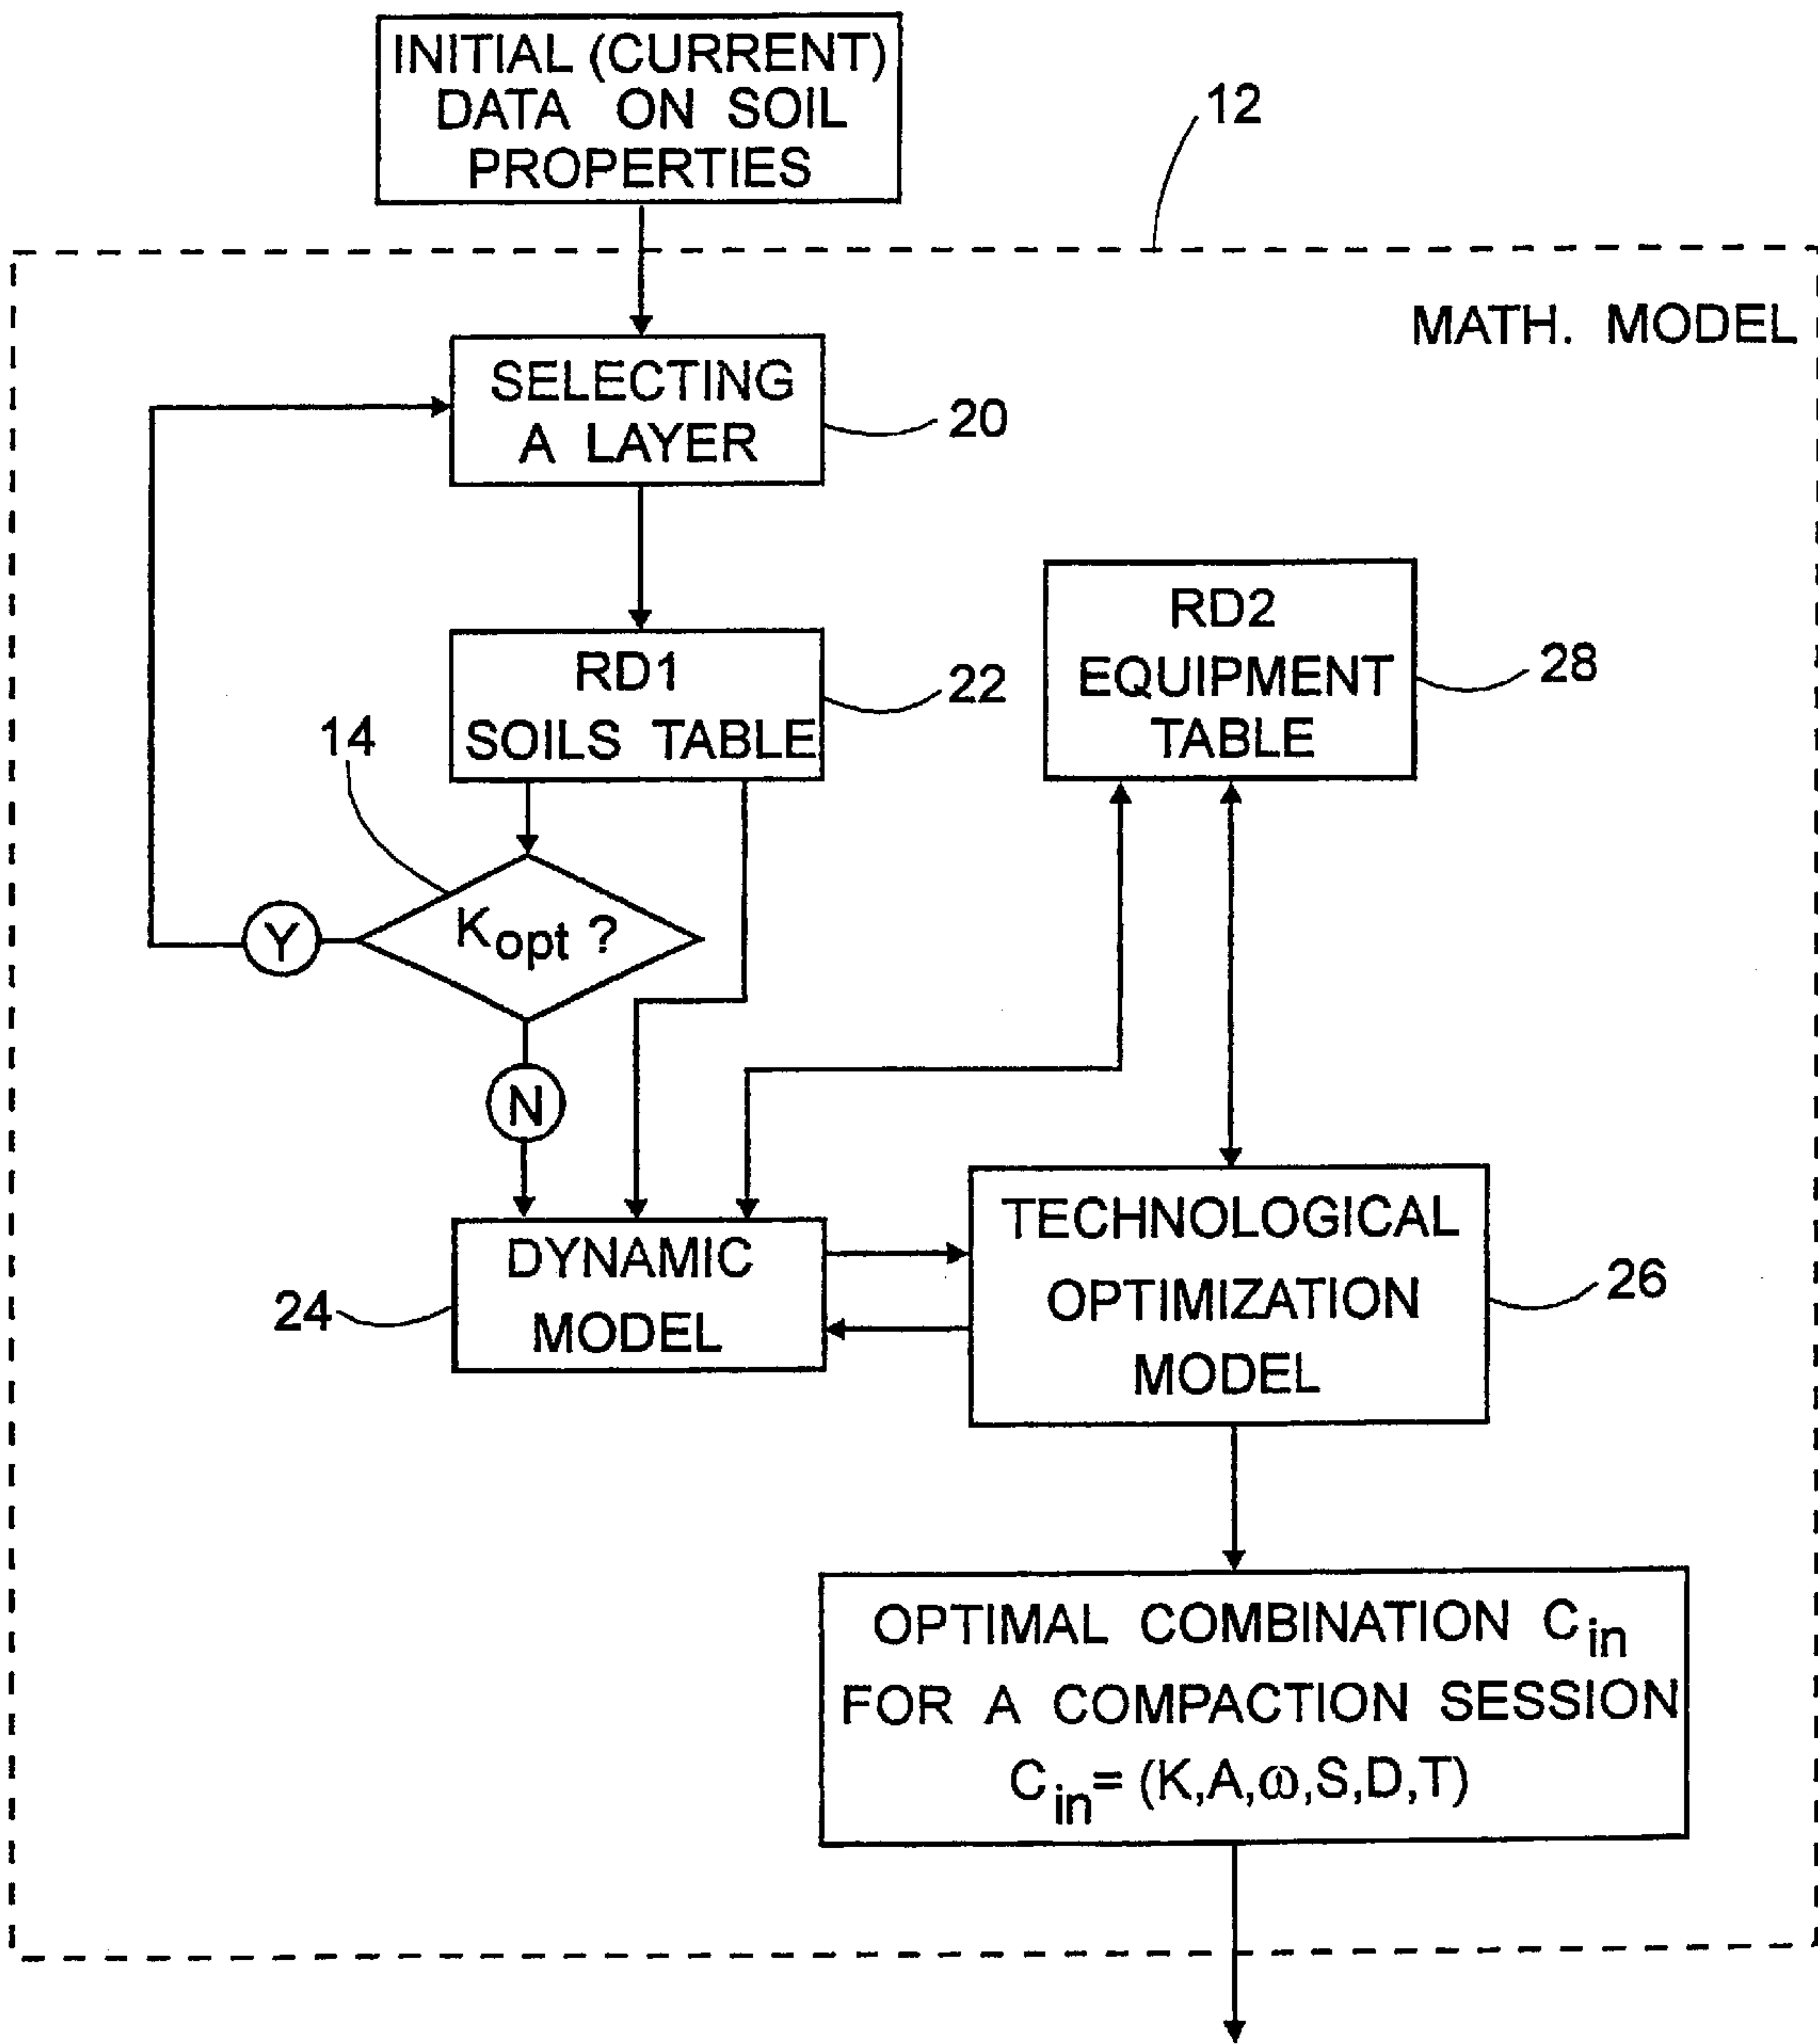 INITIAL (CURRENT)
DATA ON SOIL
PROPERTIES
12
MATH. MODEL
SELECTING
A LAYER
20
RD1
SOILS TABLE
22
RD2
EQUIPMENT
TABLE
28
14
Kopt ?
Y
N
DYNAMIC
MODEL
24
TECHNOLOGICAL
OPTIMIZATION
MODEL
26
OPTIMAL COMBINATION Cin
FOR A COMPACTION SESSION
Cin= (K,A,ω,S,D,T)